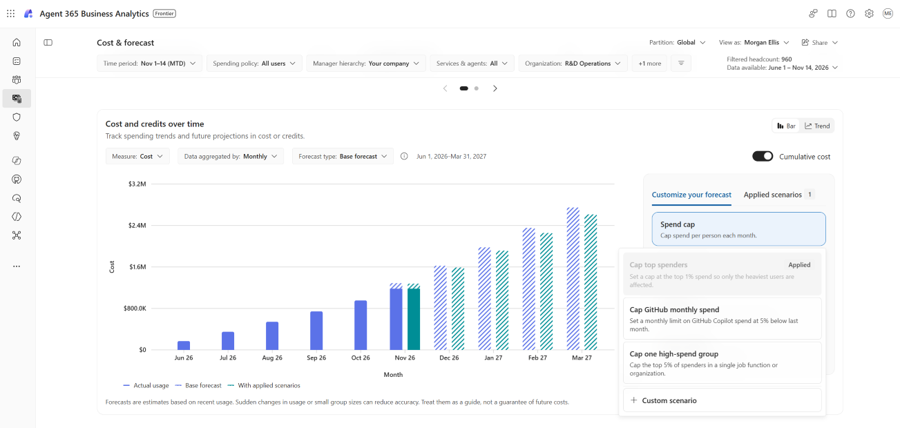 Agent 365 Business Analytics Frontier
ME
Cost & forecast
Partition: Global
View as: Morgan Ellis
Share
Time period: Nov 1–14 (MTD)
Spending policy: All users
Manager hierarchy: Your company
Services & agents: All
Organization: R&D Operations
+1 more
Filtered headcount: 960
Data available: June 1 – Nov 14, 2026
Cost and credits over time
Track spending trends and future projections in cost or credits.
Bar
Trend
Measure: Cost
Data aggregated by: Monthly
Forecast type: Base forecast
Jun 1, 2026-Mar 31, 2027
Cumulative cost
$3.2M
$2.4M
$1.6M
$800.0K
$0
Cost
Jun 26
Jul 26
Aug 26
Sep 26
Oct 26
Nov 26
Dec 26
Jan 27
Feb 27
Mar 27
Month
Actual usage
Base forecast
With applied scenarios
Forecasts are estimates based on recent usage. Sudden changes in usage or small group sizes can reduce accuracy. Treat them as a guide, not a guarantee of future costs.
Customize your forecast
Applied scenarios 1
Spend cap
Cap spend per person each month.
Cap top spenders
Applied
Set a cap at the top 1% spend so only the heaviest users are
affected.
Cap GitHub monthly spend
Set a monthly limit on GitHub Copilot spend at 5% below last
month.
Cap one high-spend group
Cap the top 5% of spenders in a single job function or
organization.
Custom scenario